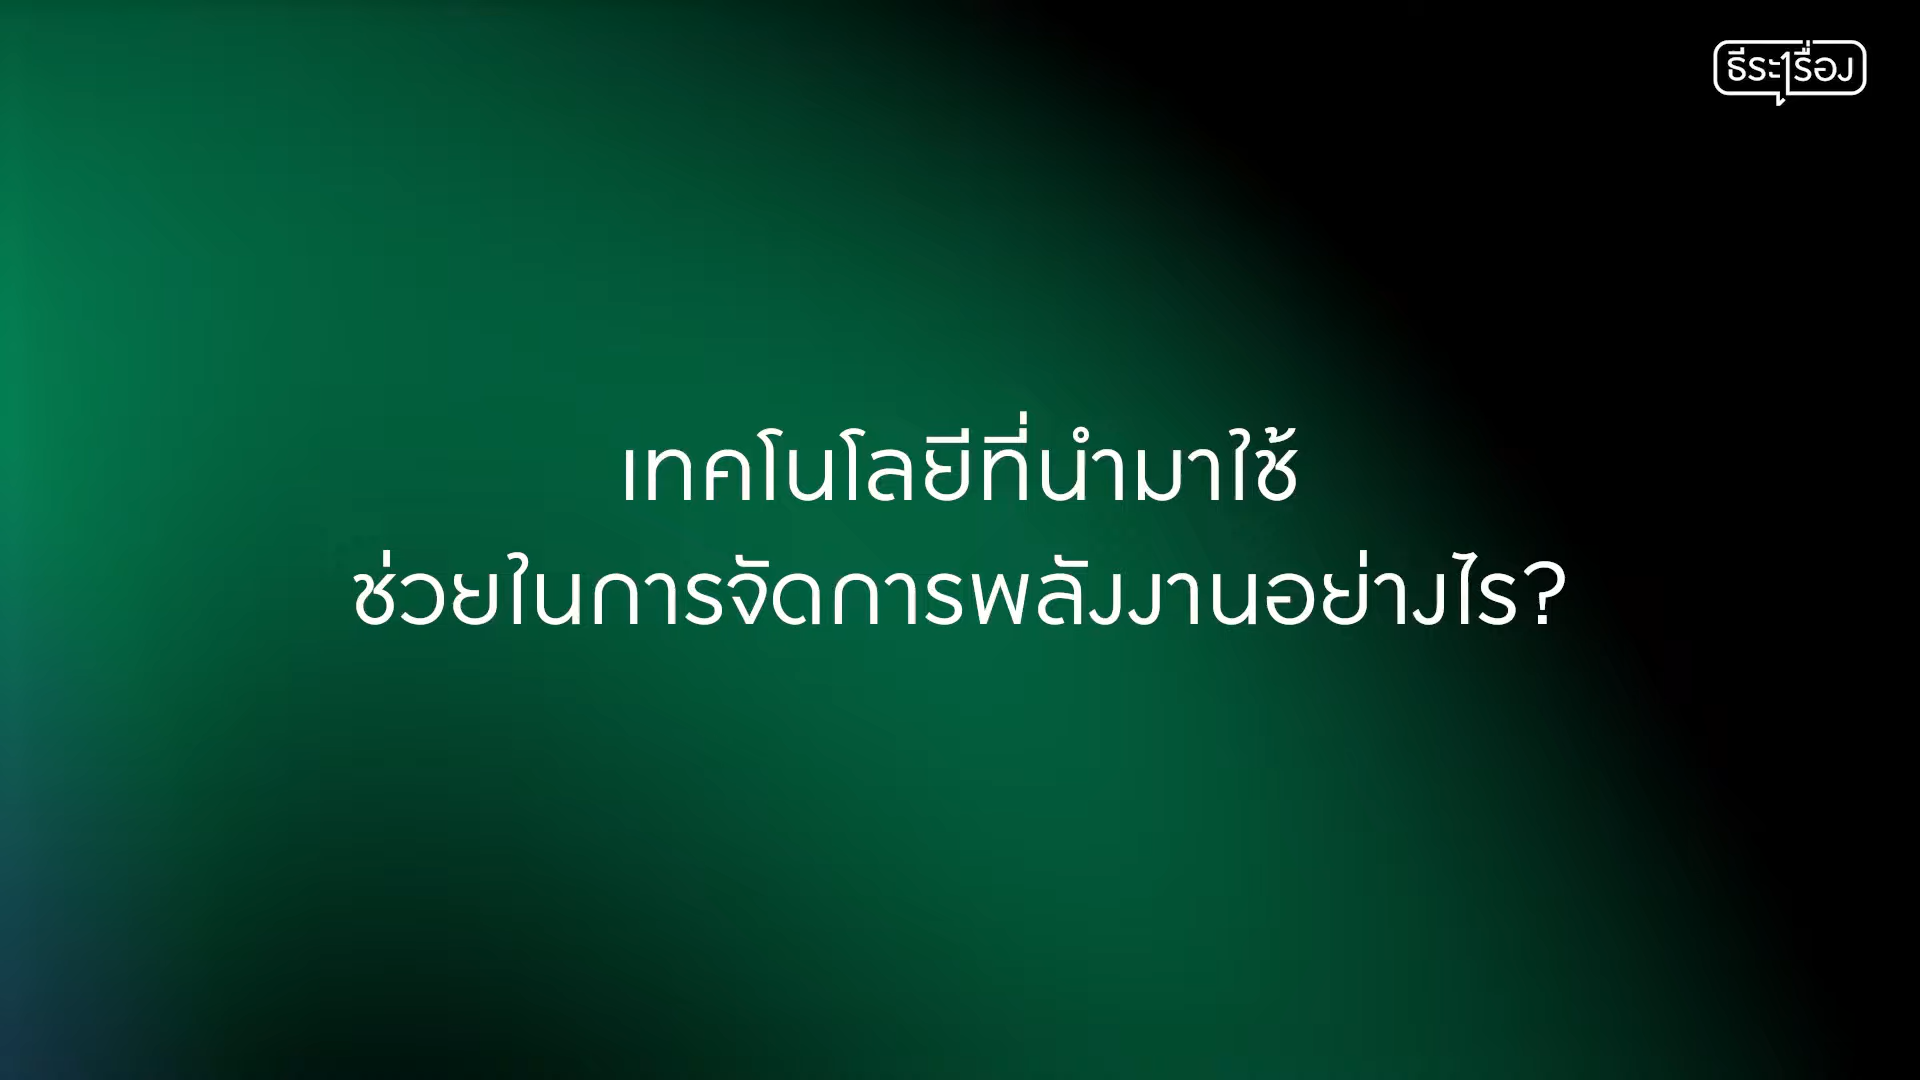 ธีระเรื่อง
เทคโนโลยีที่นำมาใช้
ช่วยในการจัดการพลังงานอย่างไร?